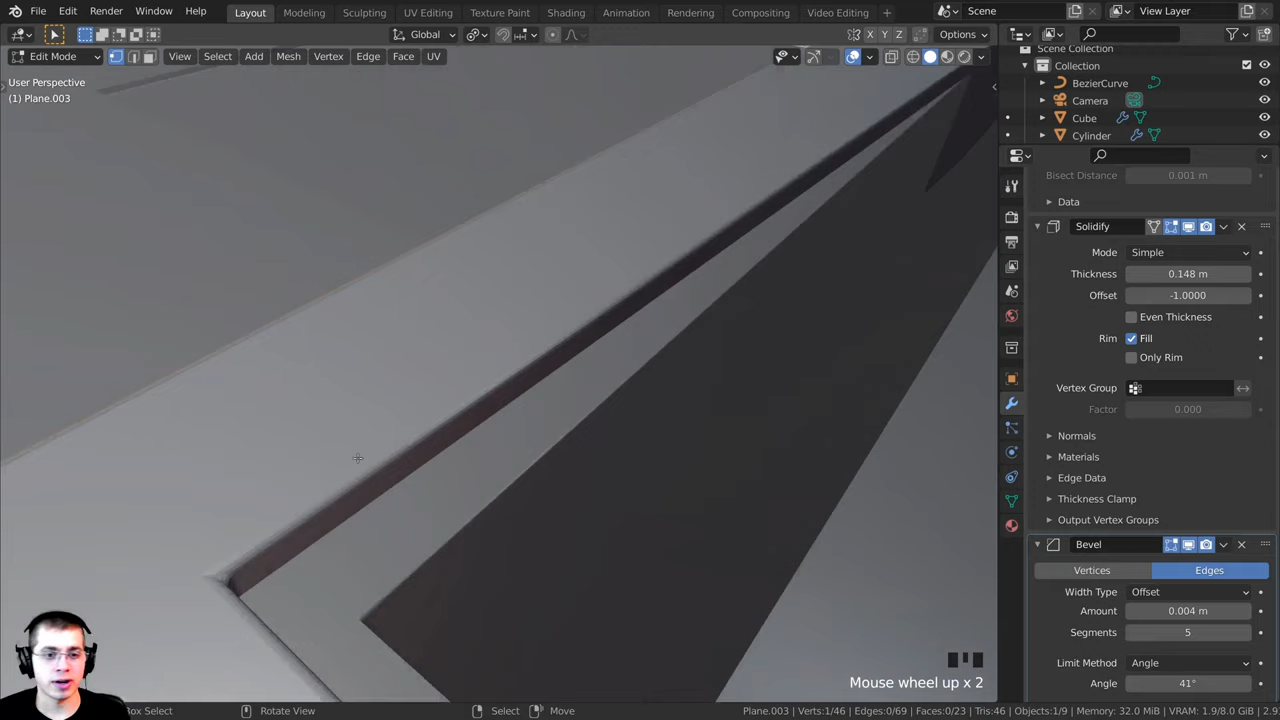 File Edit Render Window Help Layout Modeling Sculpting UV Editing Texture Paint Shading Animation Rendering Compositing Video Editing + Scene View Layer
Global X Y Z Options
Edit Mode View Select Add Mesh Vertex Edge Face UV
User Perspective
(1) Plane.003
Scene Collection
Collection
BezierCurve
Camera
Cube
Cylinder
Bisect Distance 0.001 m
Data
Solidify
Mode Simple
Thickness 0.148 m
Offset -1.0000
Even Thickness
Rim Fill
Only Rim
Vertex Group
Factor 0.000
Normals
Materials
Edge Data
Thickness Clamp
Output Vertex Groups
Bevel
Vertices Edges
Width Type Offset
Amount 0.004 m
Segments 5
Limit Method Angle
Angle 41°
Mouse wheel up x 2
Box Select Rotate View Select Move Plane.003 | Verts:1/46 | Edges:0/69 | Faces:0/23 | Tris:46 | Objects:1/9 | Memory: 32.0 MiB | VRAM: 1.9/8.0 GiB | 2.9